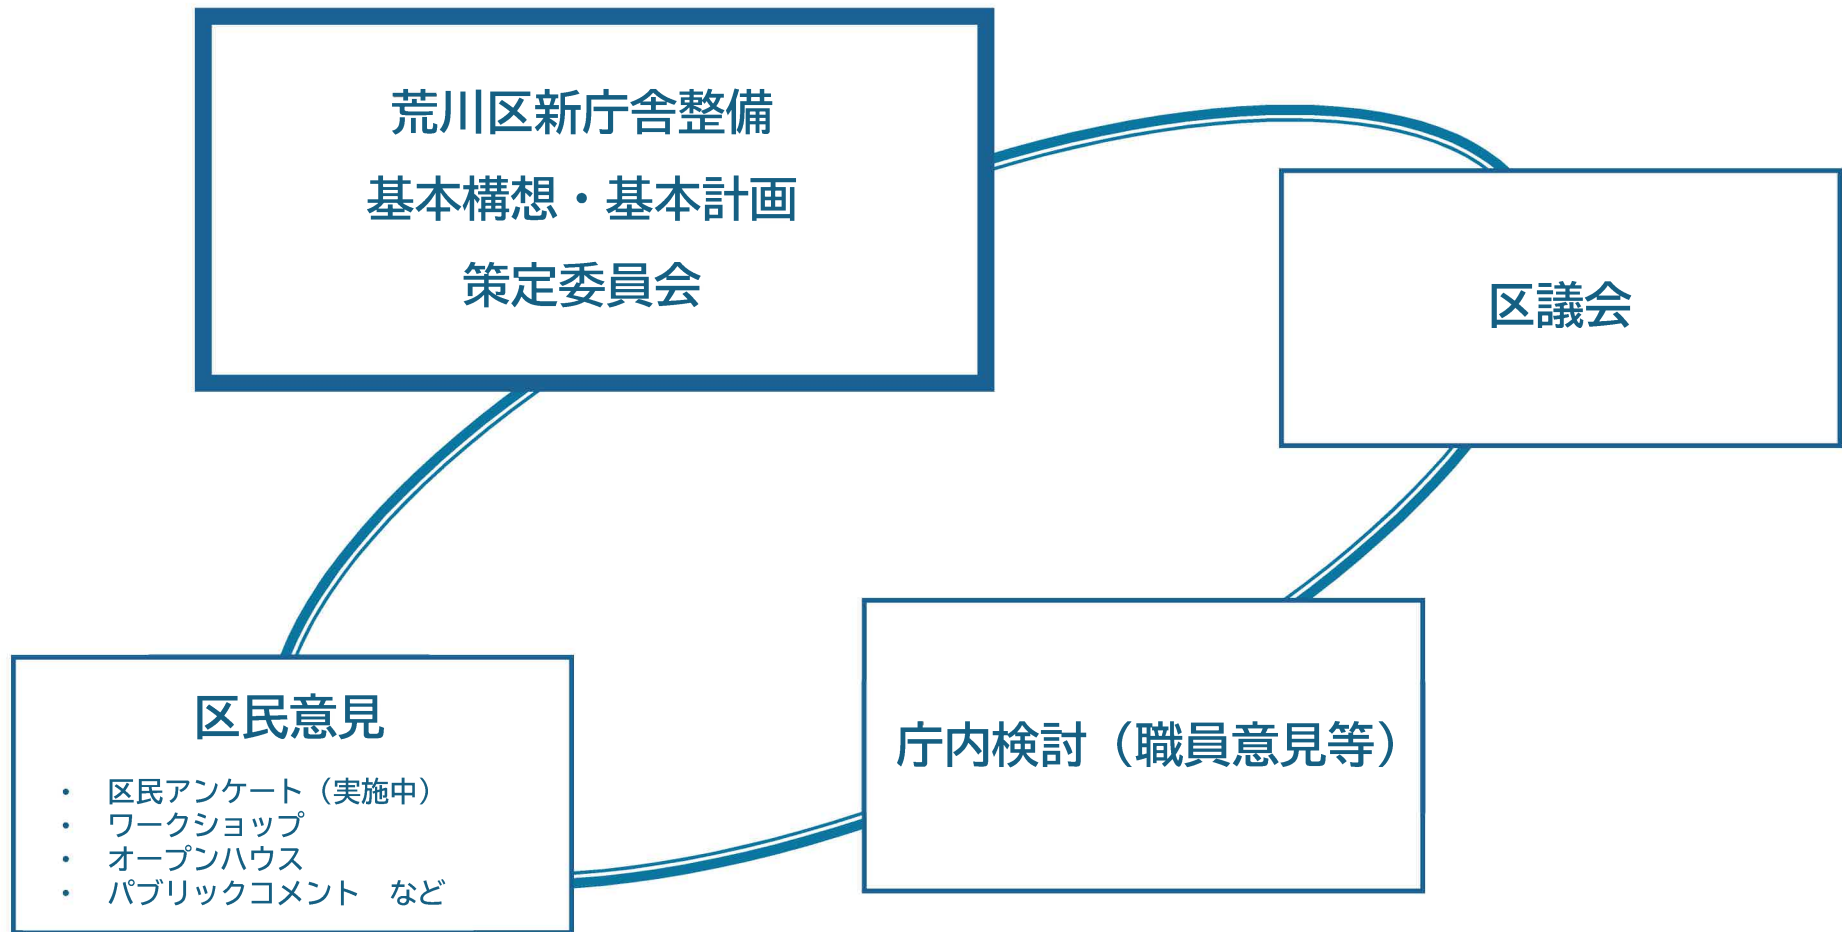 荒川区新庁舎整備
基本構想・基本計画
策定委員会
区議会
区民意見
・ 区民アンケート（実施中）
・ ワークショップ
・ オープンハウス
・ パブリックコメント　など
庁内検討（職員意見等）